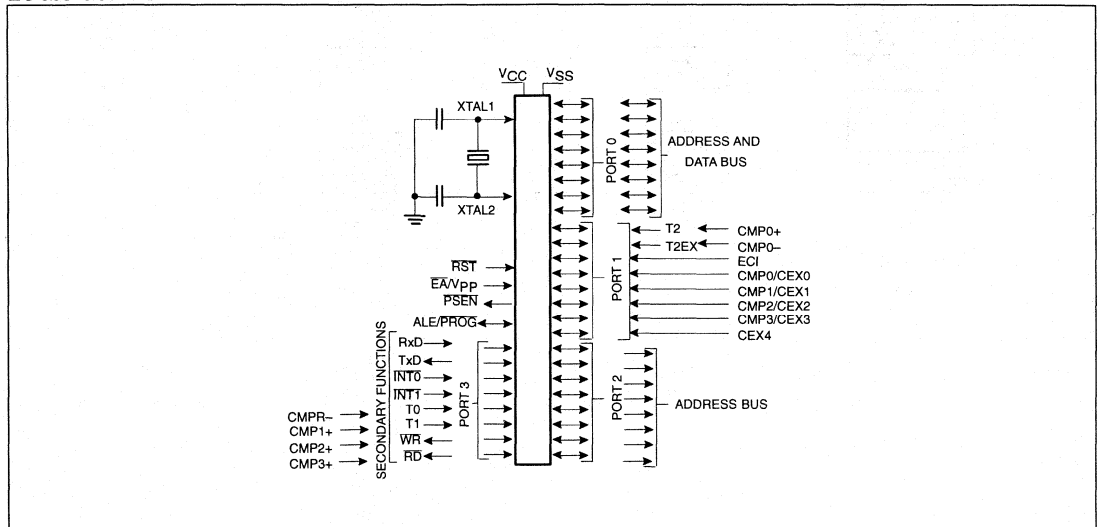 VCC VSS
XTAL1
XTAL2
RST
EA/VPP
PSEN
ALE/PROG
SECONDARY FUNCTIONS
RxD
TxD
INT0
INT1
T0
T1
WR
RD
CMPR–
CMP1+
CMP2+
CMP3+
PORT 3
PORT 0
ADDRESS AND
DATA BUS
PORT 1
T2 CMP0+
T2EX CMP0–
ECI
CMP0/CEX0
CMP1/CEX1
CMP2/CEX2
CMP3/CEX3
CEX4
PORT 2
ADDRESS BUS